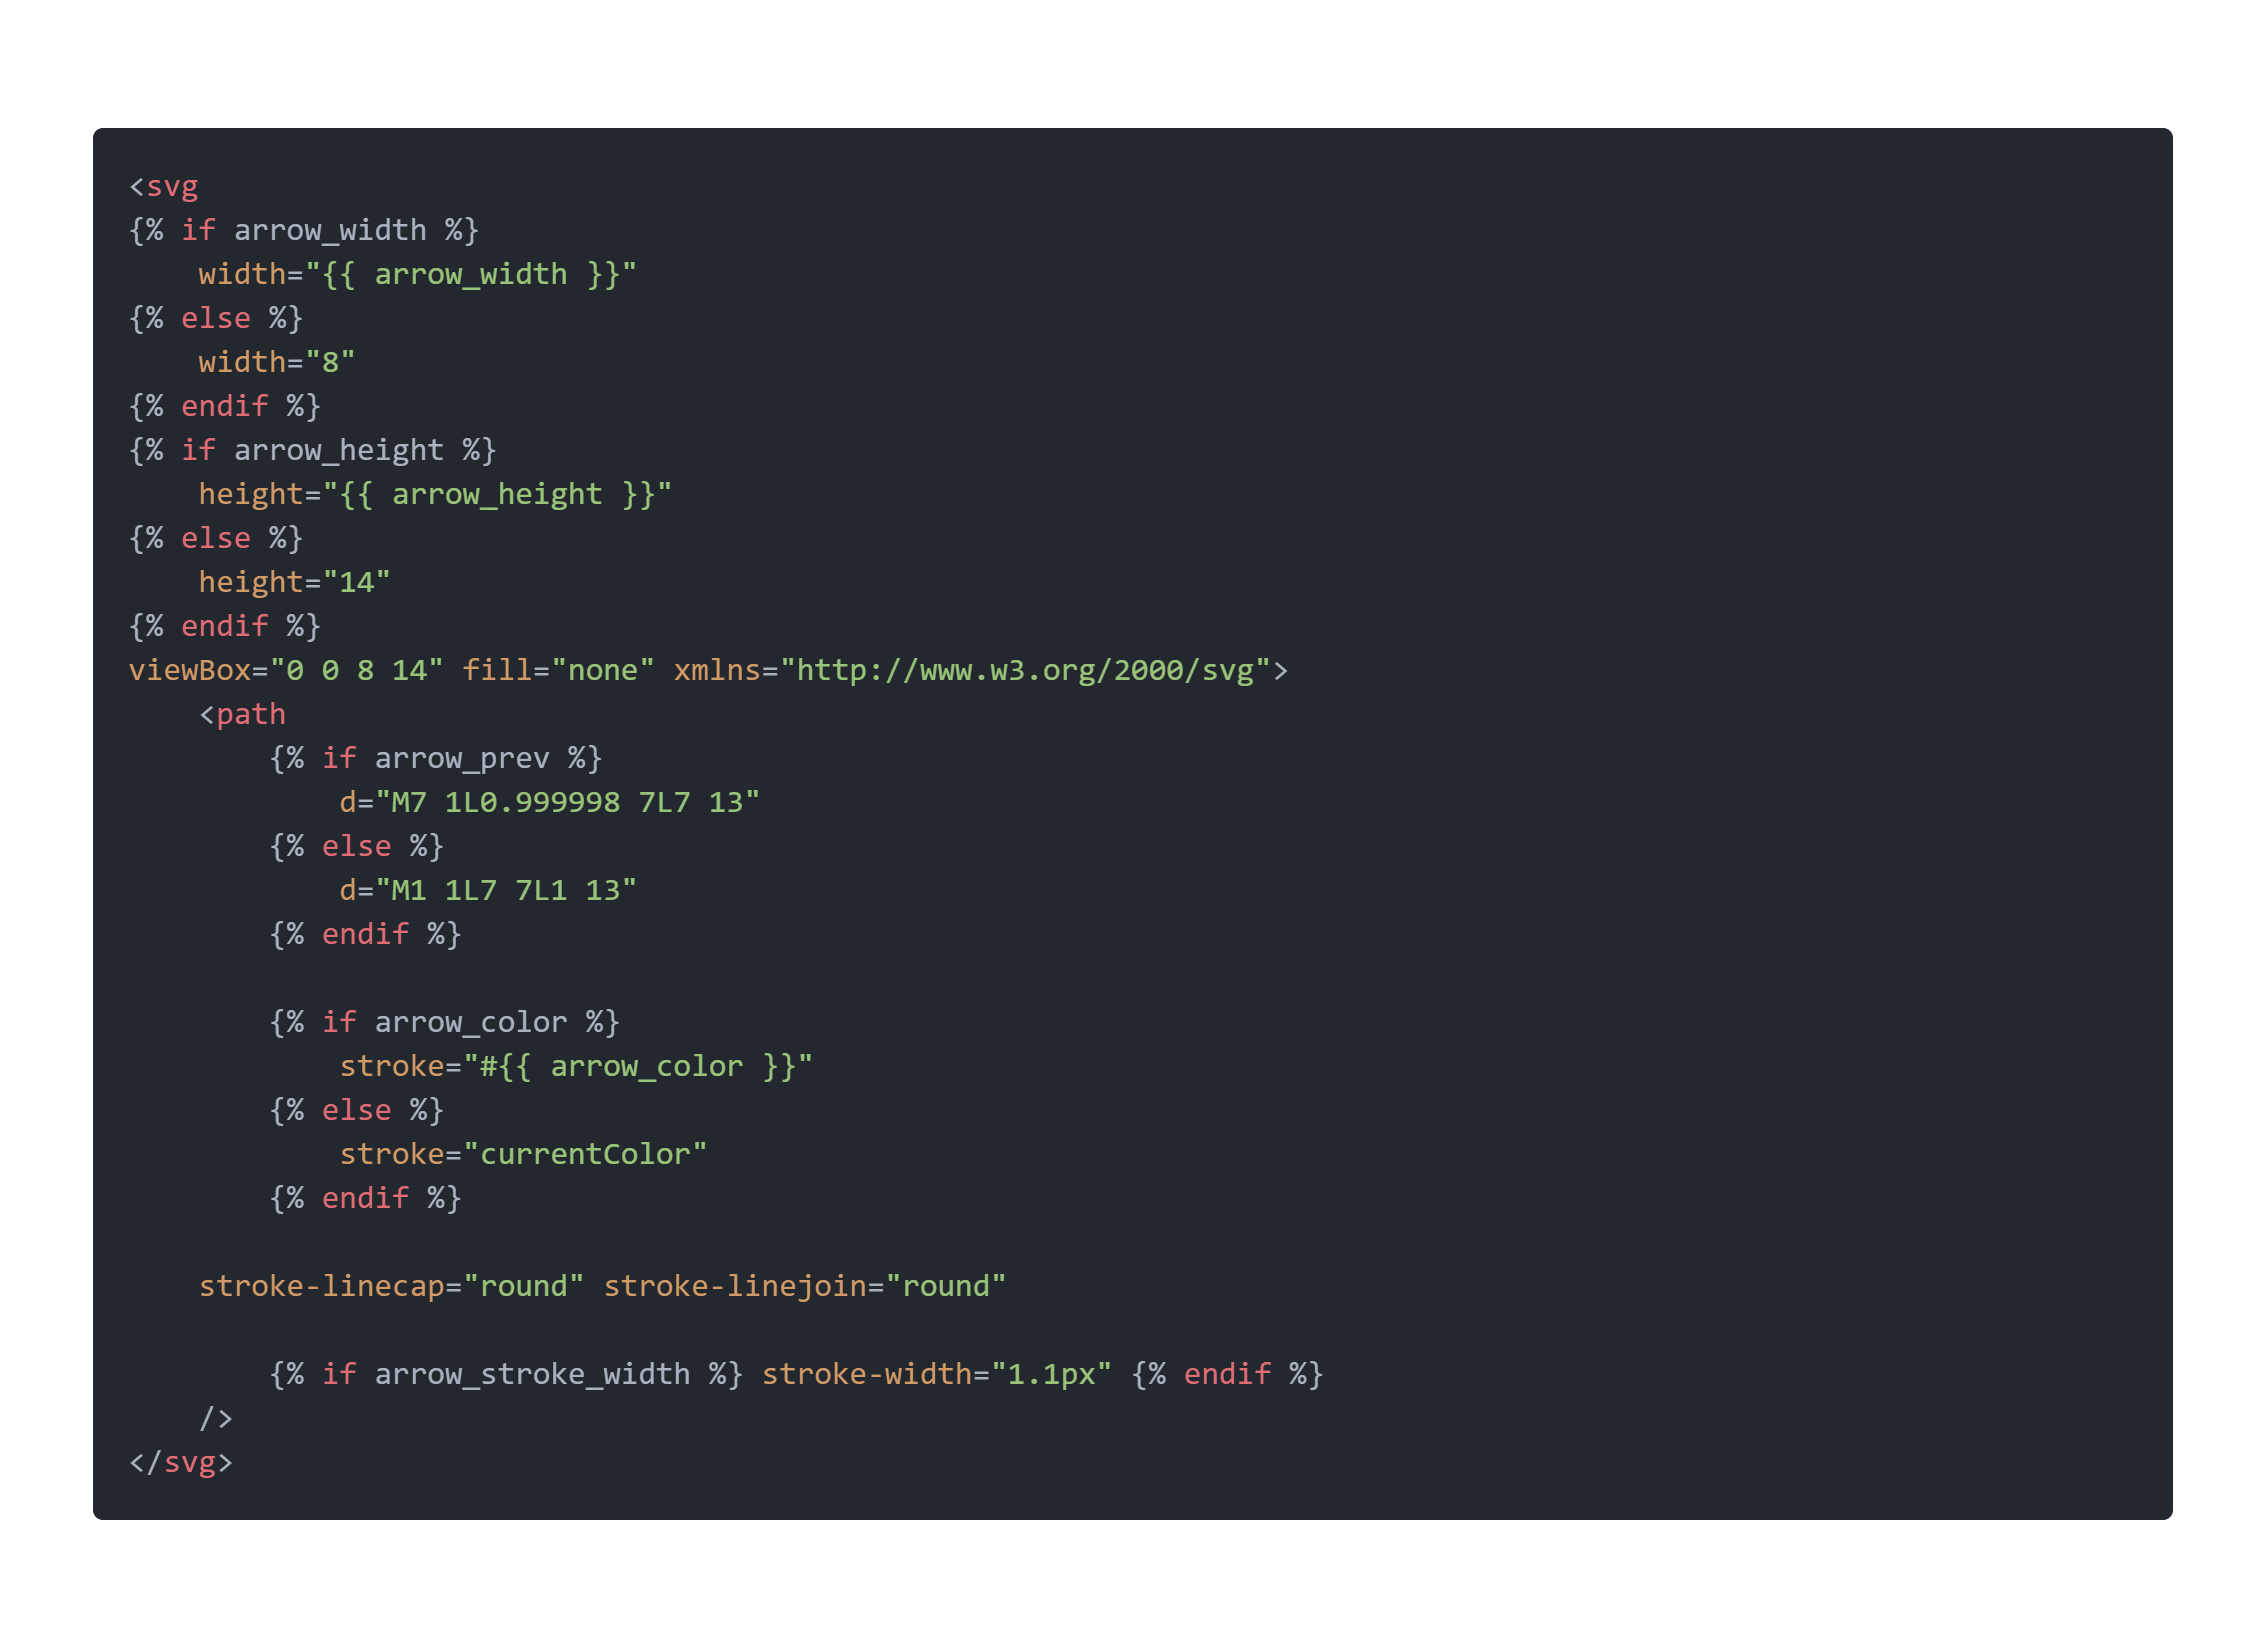 <svg
{% if arrow_width %}
    width="{{ arrow_width }}"
{% else %}
    width="8"
{% endif %}
{% if arrow_height %}
    height="{{ arrow_height }}"
{% else %}
    height="14"
{% endif %}
viewBox="0 0 8 14" fill="none" xmlns="http://www.w3.org/2000/svg">
    <path
        {% if arrow_prev %}
            d="M7 1L0.999998 7L7 13"
        {% else %}
            d="M1 1L7 7L1 13"
        {% endif %}

        {% if arrow_color %}
            stroke="#{{ arrow_color }}"
        {% else %}
            stroke="currentColor"
        {% endif %}

    stroke-linecap="round" stroke-linejoin="round"

        {% if arrow_stroke_width %} stroke-width="1.1px" {% endif %}
    />
</svg>